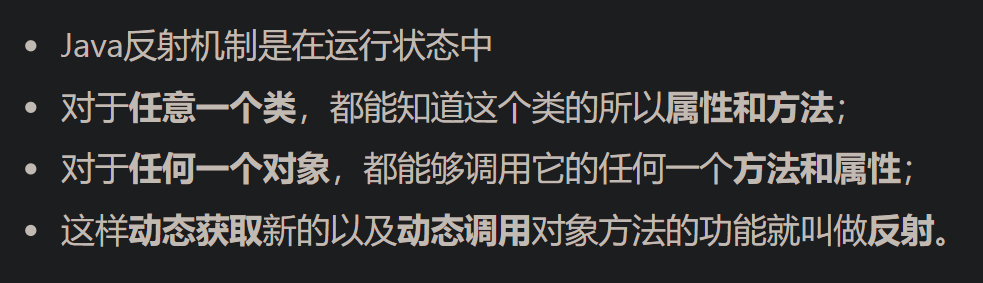 Java反射机制是在运行状态中
对于任意一个类，都能知道这个类的所以属性和方法；
对于任何一个对象，都能够调用它的任何一个方法和属性；
这样动态获取新的以及动态调用对象方法的功能就叫做反射。